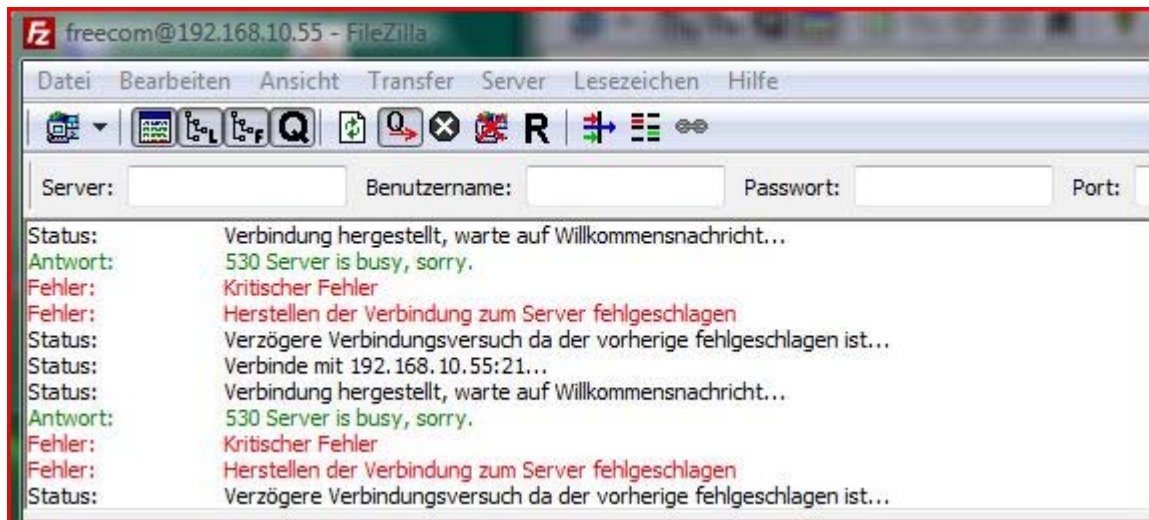 freecom@192.168.10.55 - FileZilla
Datei Bearbeiten Ansicht Transfer Server Lesezeichen Hilfe
L F Q Q R
Server: Benutzername: Passwort: Port:
Status: Verbindung hergestellt, warte auf Willkommensnachricht...
Antwort: 530 Server is busy, sorry.
Fehler: Kritischer Fehler
Fehler: Herstellen der Verbindung zum Server fehlgeschlagen
Status: Verzögere Verbindungsversuch da der vorherige fehlgeschlagen ist...
Status: Verbinde mit 192.168.10.55:21...
Status: Verbindung hergestellt, warte auf Willkommensnachricht...
Antwort: 530 Server is busy, sorry.
Fehler: Kritischer Fehler
Fehler: Herstellen der Verbindung zum Server fehlgeschlagen
Status: Verzögere Verbindungsversuch da der vorherige fehlgeschlagen ist...